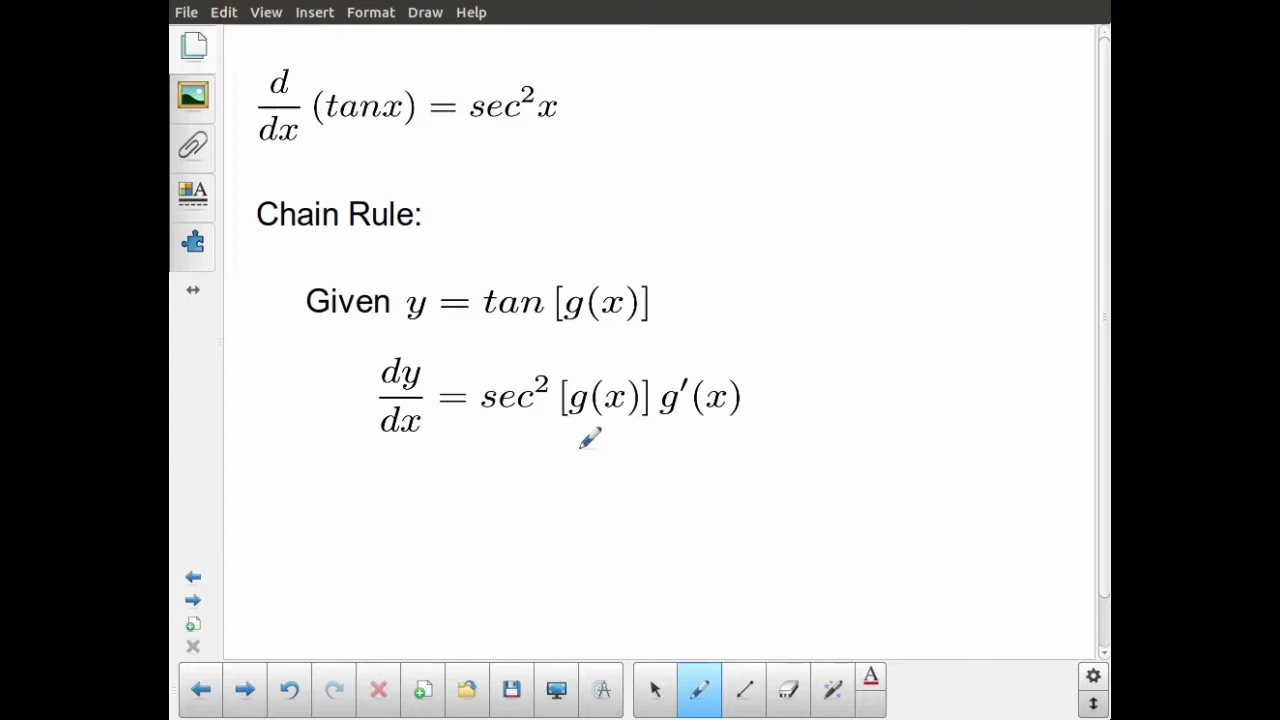 File Edit View Insert Format Draw Help
d/dx (tanx) = sec²x
Chain Rule:
Given y = tan [g(x)]
dy/dx = sec² [g(x)] g′(x)
A
A